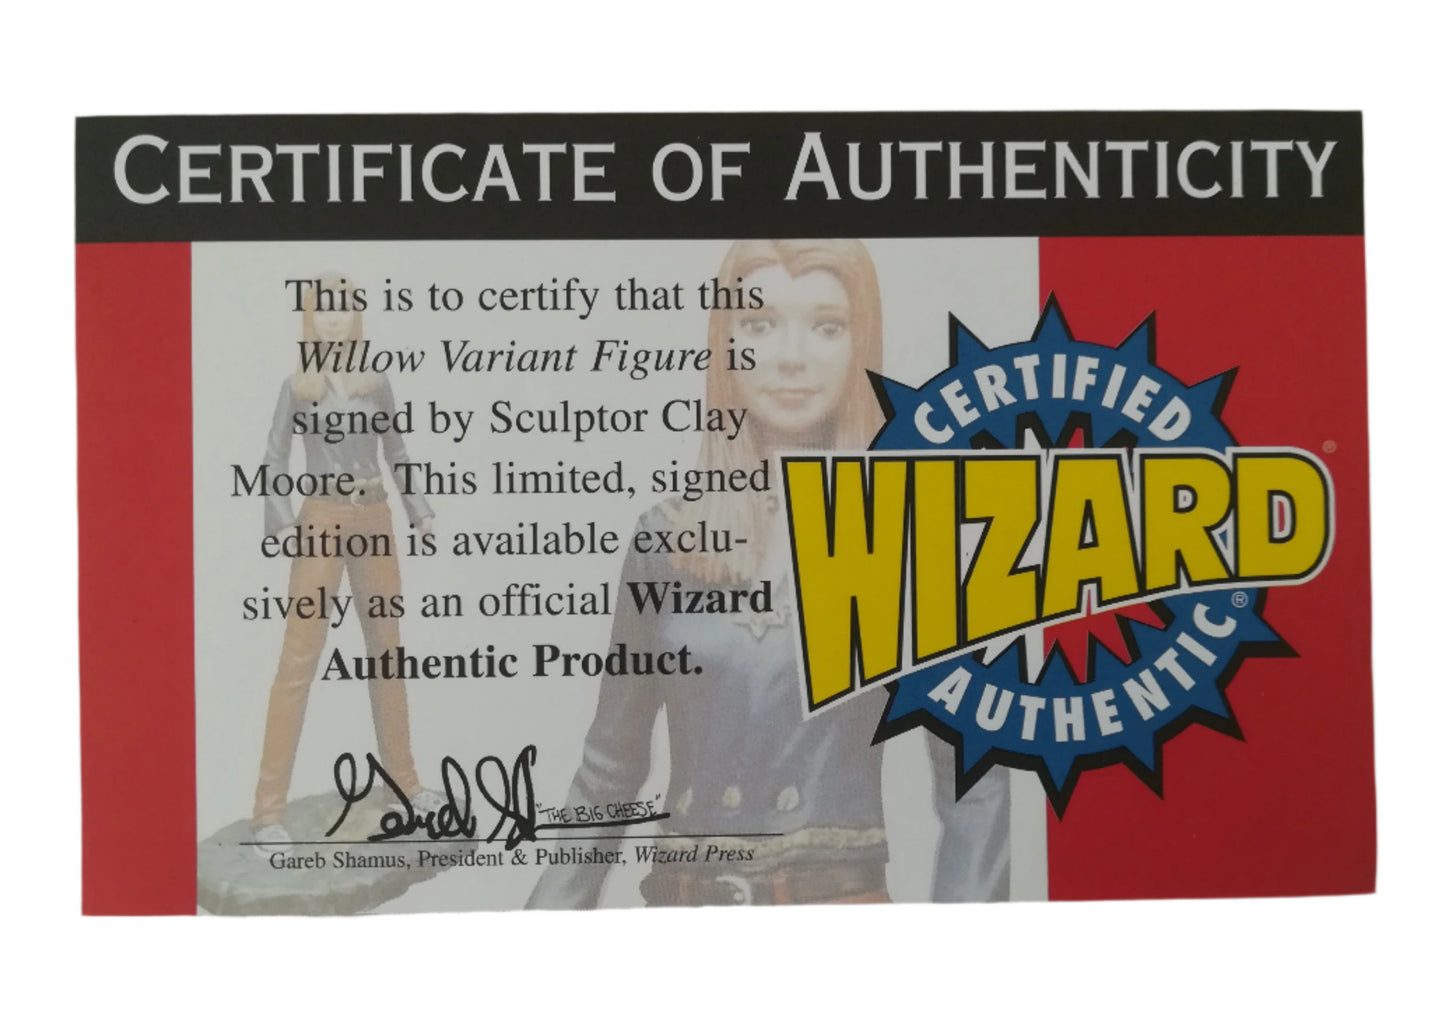 CERTIFICATE OF AUTHENTICITY
This is to certify that this
Willow Variant Figure is
signed by Sculptor Clay
Moore. This limited, signed
edition is available exclu-
sively as an official Wizard
Authentic Product.
CERTIFIED
WIZARD®
AUTHENTIC®
Gareb S "THE BIG CHEESE"
Gareb Shamus, President & Publisher, Wizard Press